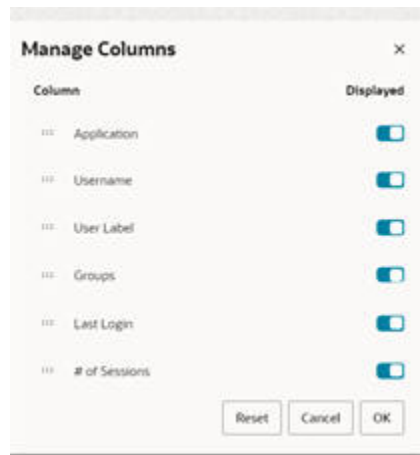 Manage Columns
Column Displayed
Application
Username
User Label
Groups
Last Login
# of Sessions
Reset Cancel OK